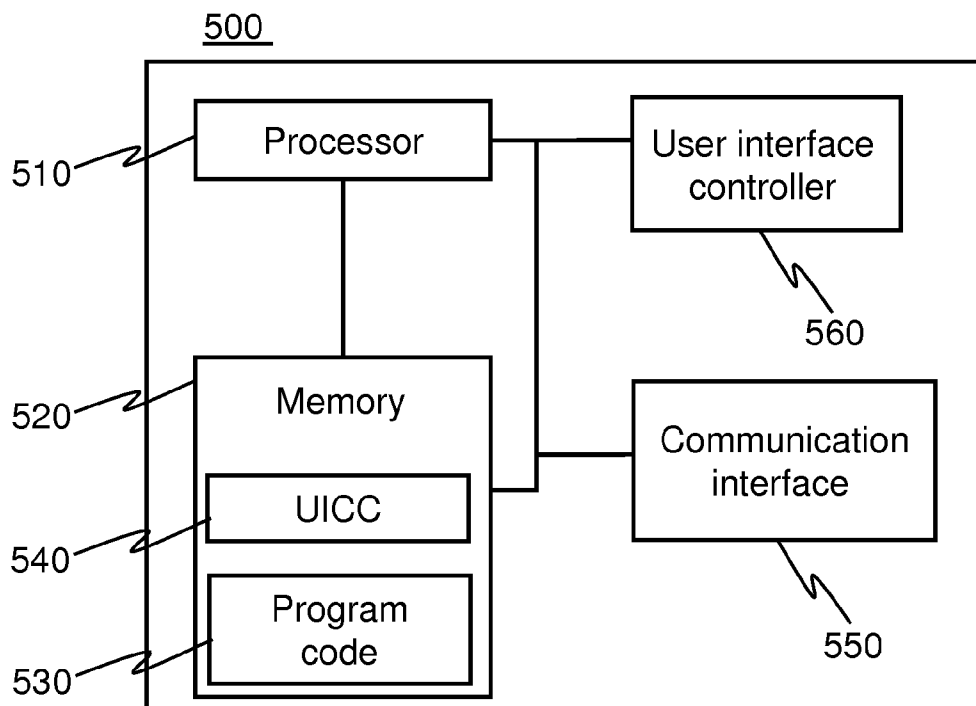 500
Processor
510
User interface
controller
560
520
Memory
Communication
interface
UICC
540
550
Program
code
530